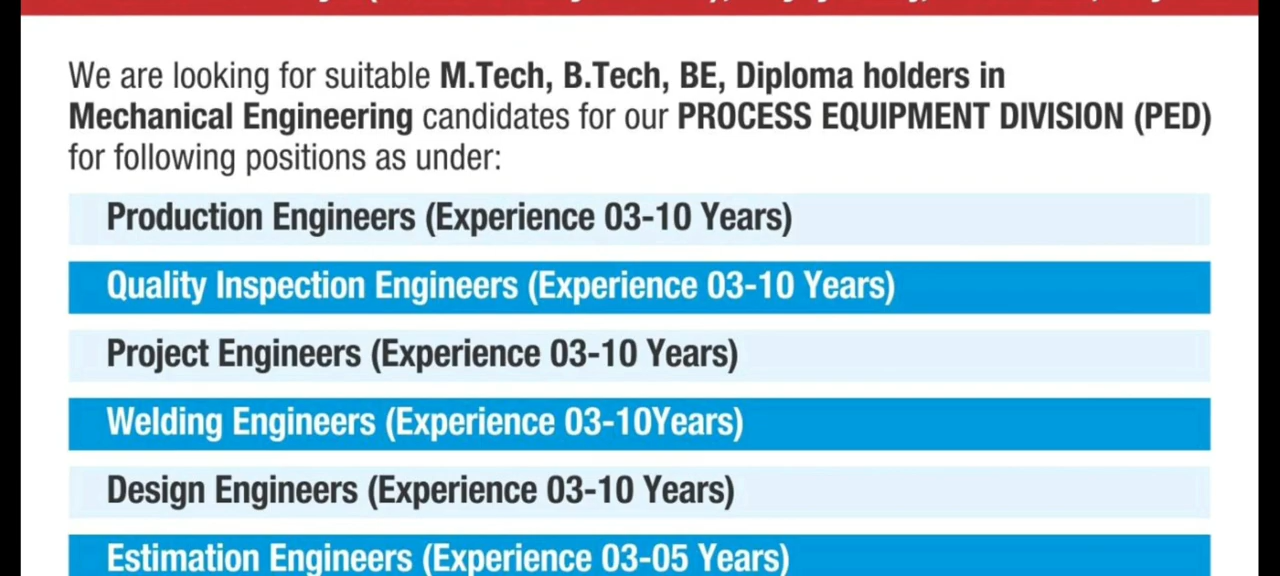 We are looking for suitable M.Tech, B.Tech, BE, Diploma holders in
Mechanical Engineering candidates for our PROCESS EQUIPMENT DIVISION (PED)
for following positions as under:
Production Engineers (Experience 03-10 Years)
Quality Inspection Engineers (Experience 03-10 Years)
Project Engineers (Experience 03-10 Years)
Welding Engineers (Experience 03-10Years)
Design Engineers (Experience 03-10 Years)
Estimation Engineers (Experience 03-05 Years)